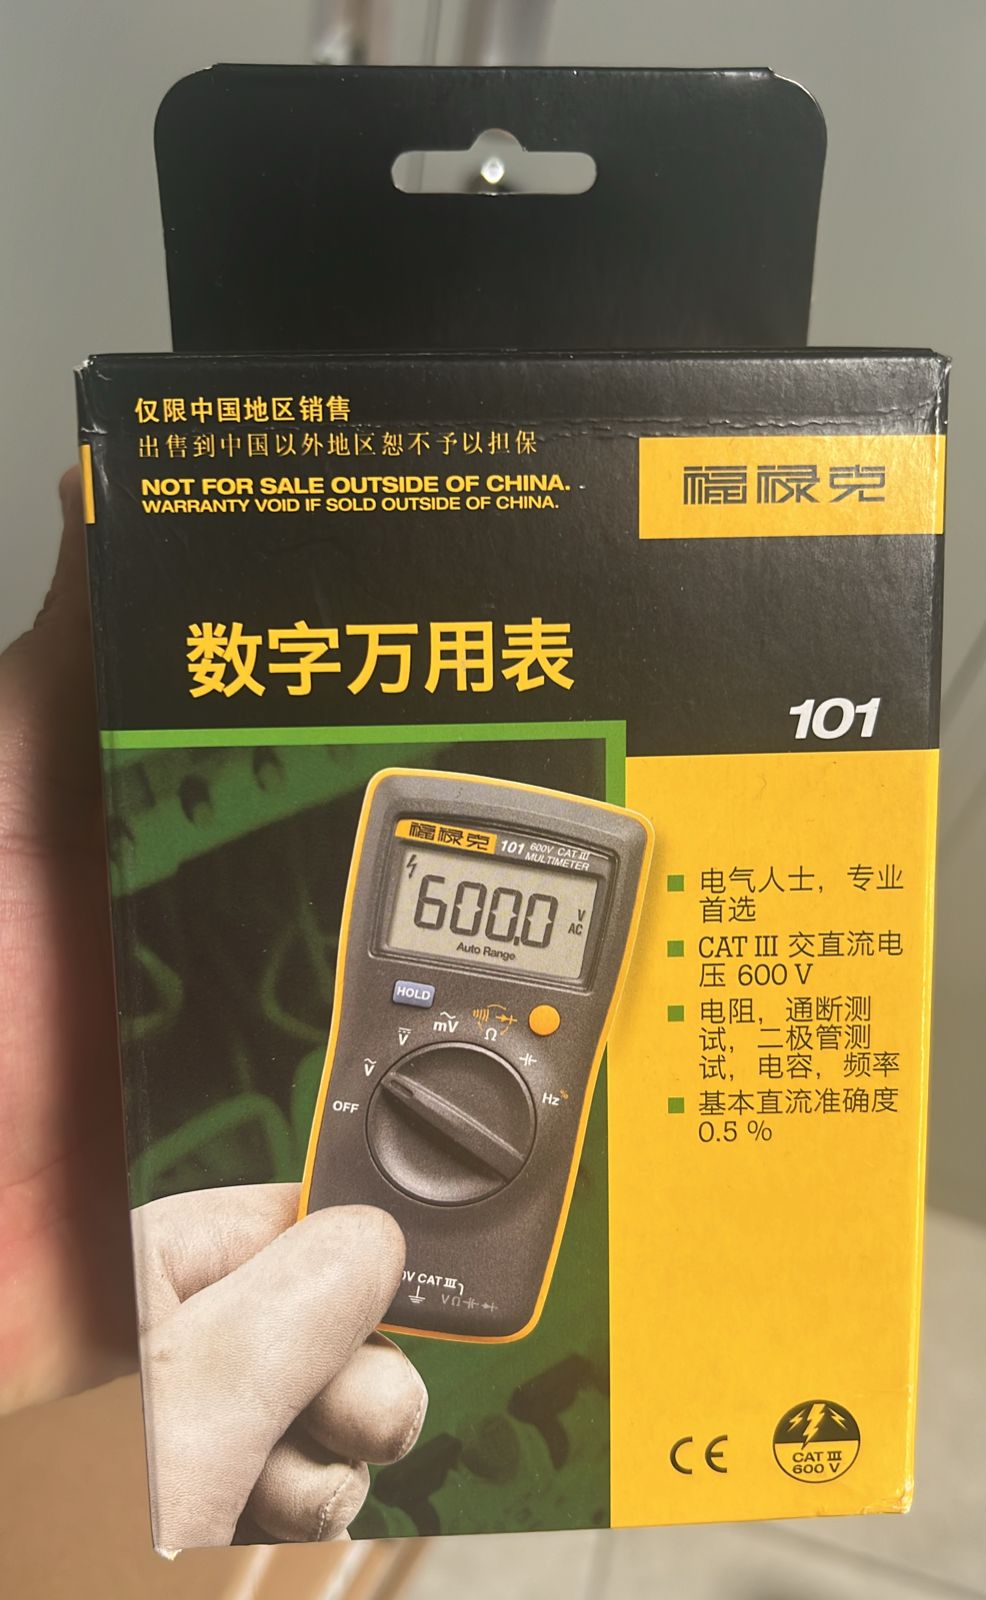 仅限中国地区销售
出售到中国以外地区恕不予以担保
NOT FOR SALE OUTSIDE OF CHINA.
WARRANTY VOID IF SOLD OUTSIDE OF CHINA.
福禄克
数字万用表
101
福禄克 101 600V CAT III
MULTIMETER
600.0 V
AC
Auto Range
HOLD
mV
Ω
V
V
Hz%
OFF
0V CAT III
VΩ
■ 电气人士，专业
首选
■ CAT III 交直流电
压 600 V
■ 电阻，通断测
试，二极管测
试，电容，频率
■ 基本直流准确度
0.5 %
CE
CAT III
600 V